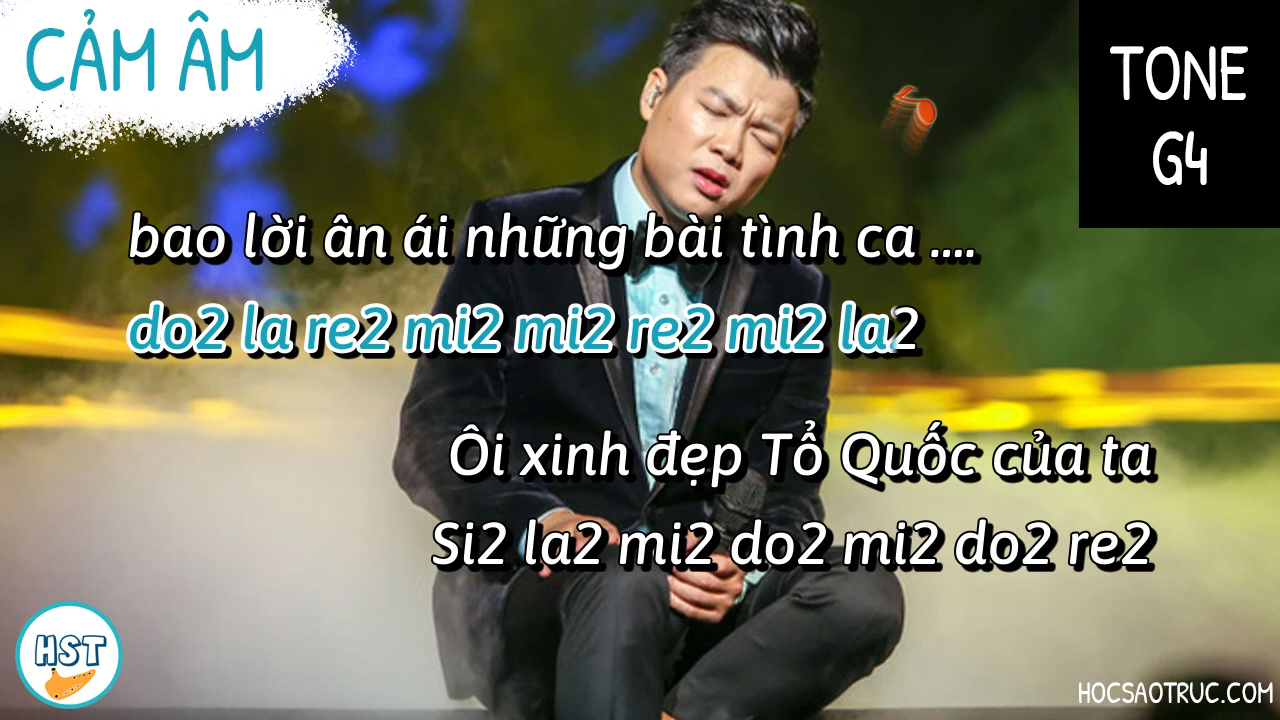 CẢM ÂM
TONE
G4
bao lời ân ái những bài tình ca ....
do2 la re2 mi2 mi2 re2 mi2 la2
Ôi xinh đẹp Tổ Quốc của ta
Si2 la2 mi2 do2 mi2 do2 re2
HST
HOCSAOTRUC.COM